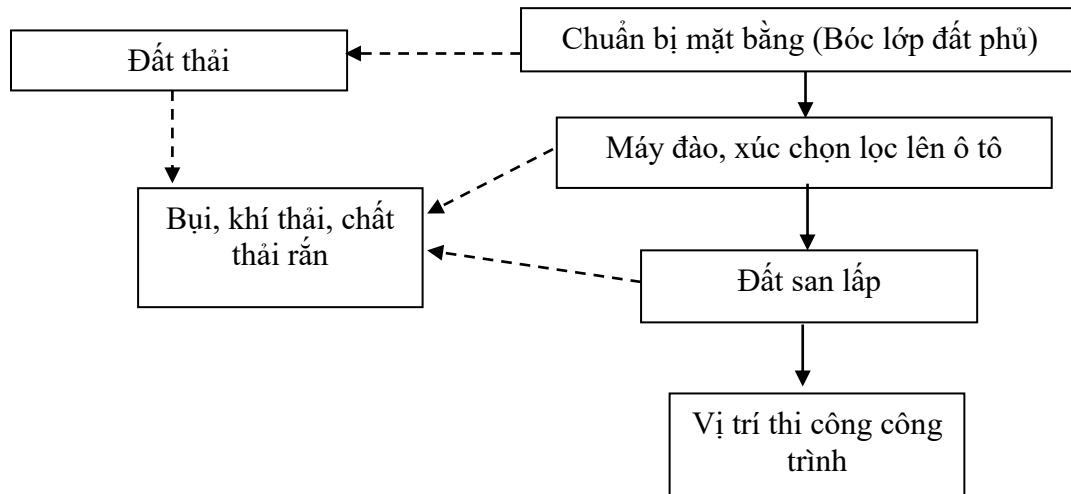 Chuẩn bị mặt bằng (Bóc lớp đất phủ)
Đất thải
Máy đào, xúc chọn lọc lên ô tô
Bụi, khí thải, chất
thải rắn
Đất san lấp
Vị trí thi công công
trình